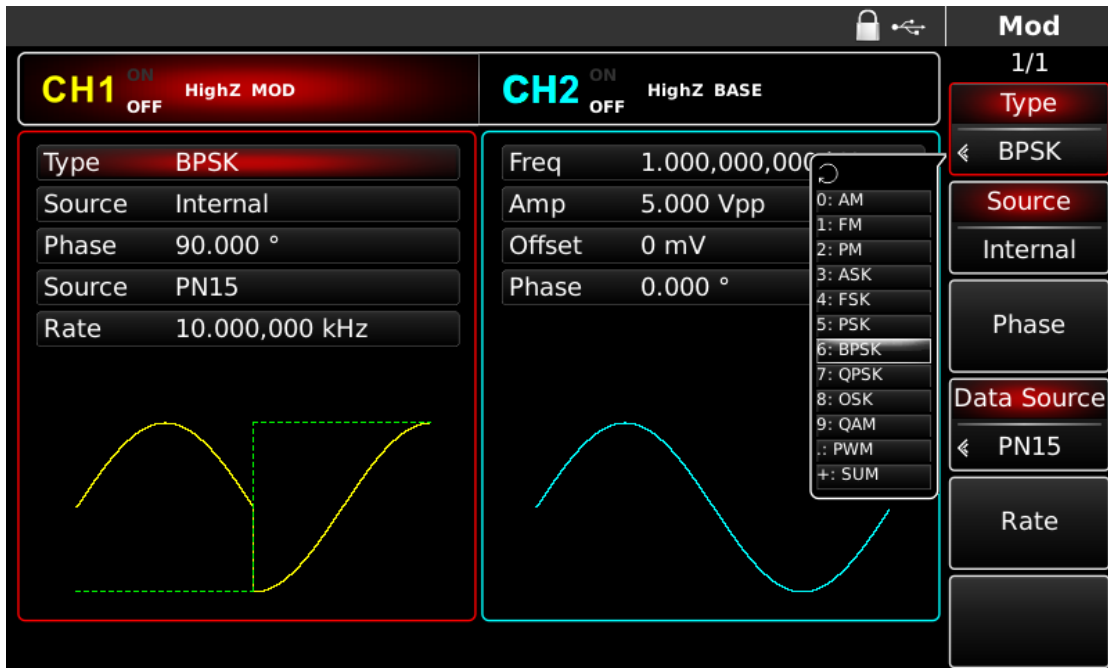 Mod
1/1
CH1 ON OFF HighZ MOD
CH2 ON OFF HighZ BASE
Type BPSK
Source Internal
Phase 90.000 °
Source PN15
Rate 10.000,000 kHz
Freq 1.000,000,000
Amp 5.000 Vpp
Offset 0 mV
Phase 0.000 °
0: AM
1: FM
2: PM
3: ASK
4: FSK
5: PSK
6: BPSK
7: QPSK
8: OSK
9: QAM
.: PWM
+: SUM
Type
BPSK
Source
Internal
Phase
Data Source
PN15
Rate